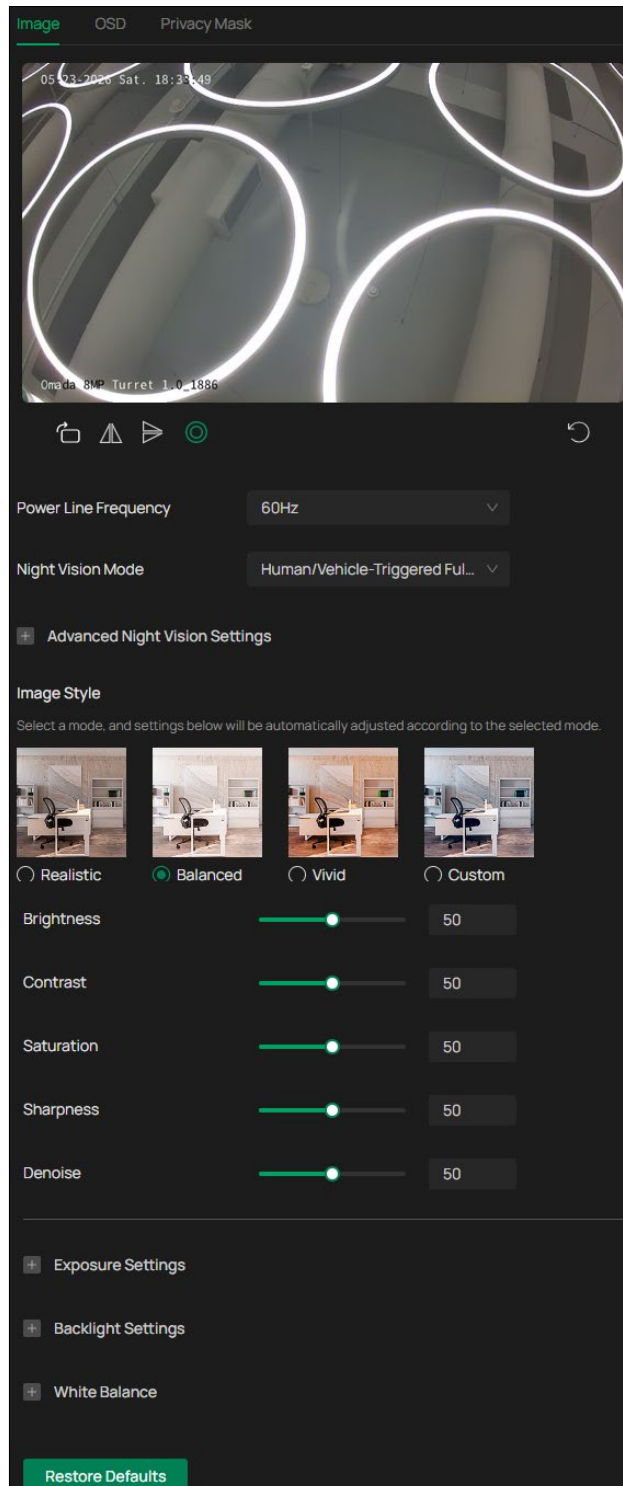 Image OSD Privacy Mask
05-23-2026 Sat. 18:33:49
Omada 8MP Turret 1.0_1886
Power Line Frequency 60Hz
Night Vision Mode Human/Vehicle-Triggered Ful...
Advanced Night Vision Settings
Image Style
Select a mode, and settings below will be automatically adjusted according to the selected mode.
Realistic Balanced Vivid Custom
Brightness 50
Contrast 50
Saturation 50
Sharpness 50
Denoise 50
Exposure Settings
Backlight Settings
White Balance
Restore Defaults